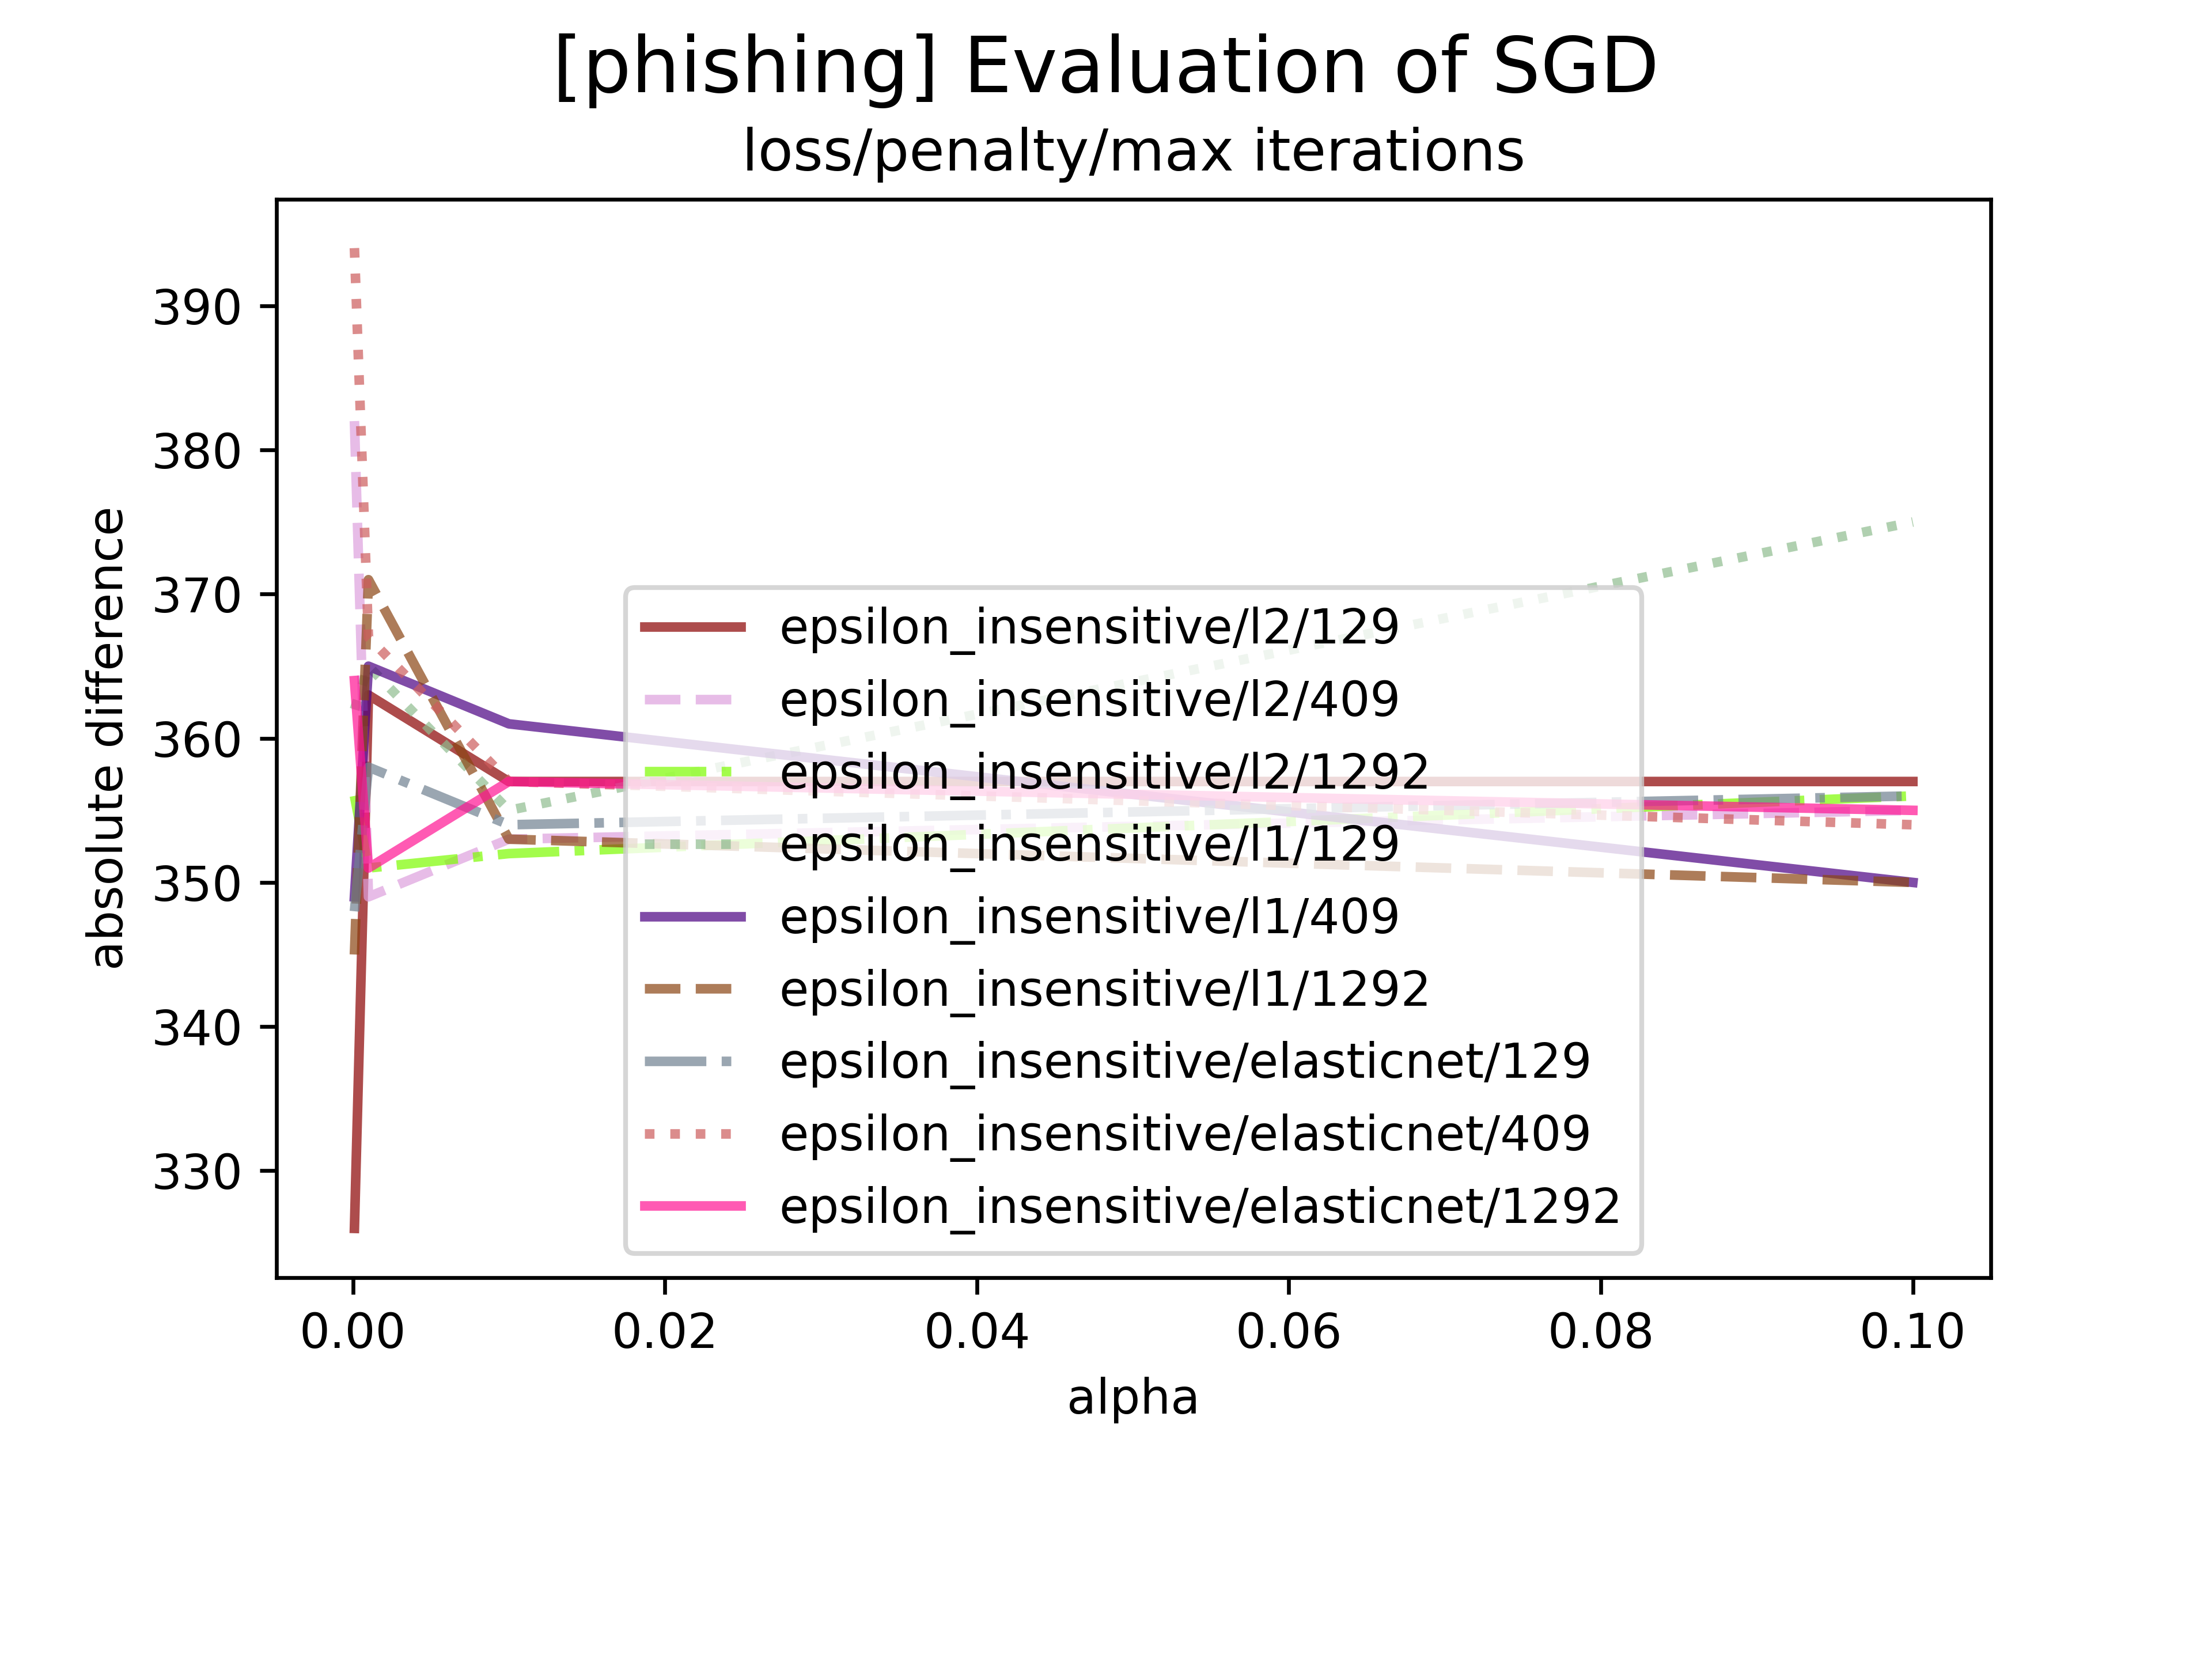 [phishing] Evaluation of SGD
loss/penalty/max iterations
absolute difference
390
380
370
360
350
340
330
epsilon_insensitive/l2/129
epsilon_insensitive/l2/409
epsilon_insensitive/l2/1292
epsilon_insensitive/l1/129
epsilon_insensitive/l1/409
epsilon_insensitive/l1/1292
epsilon_insensitive/elasticnet/129
epsilon_insensitive/elasticnet/409
epsilon_insensitive/elasticnet/1292
0.00 0.02 0.04 0.06 0.08 0.10
alpha